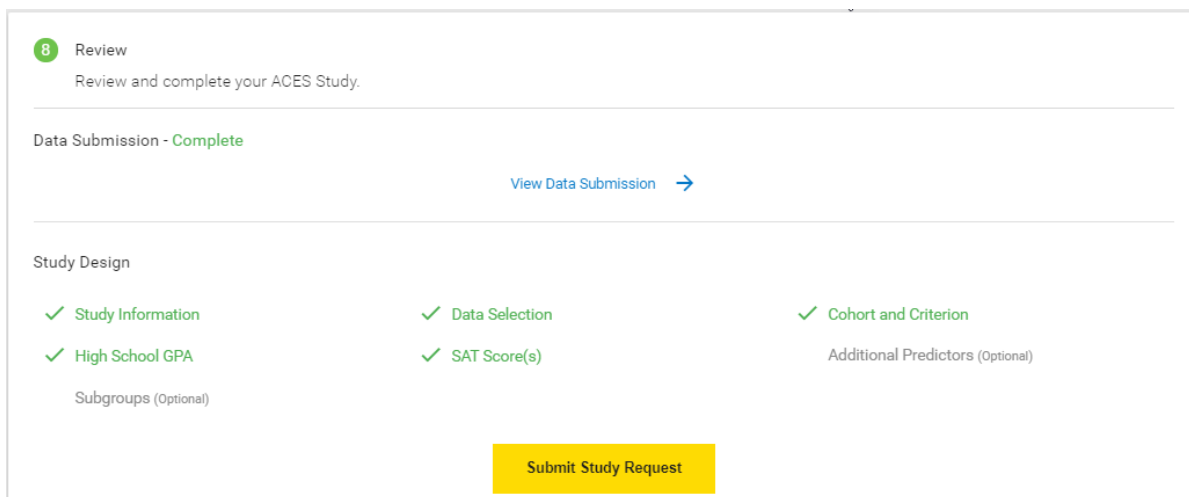 8 Review
Review and complete your ACES Study.
Data Submission - Complete
View Data Submission →
Study Design
✓ Study Information ✓ Data Selection ✓ Cohort and Criterion
✓ High School GPA ✓ SAT Score(s) Additional Predictors (Optional)
Subgroups (Optional)
Submit Study Request